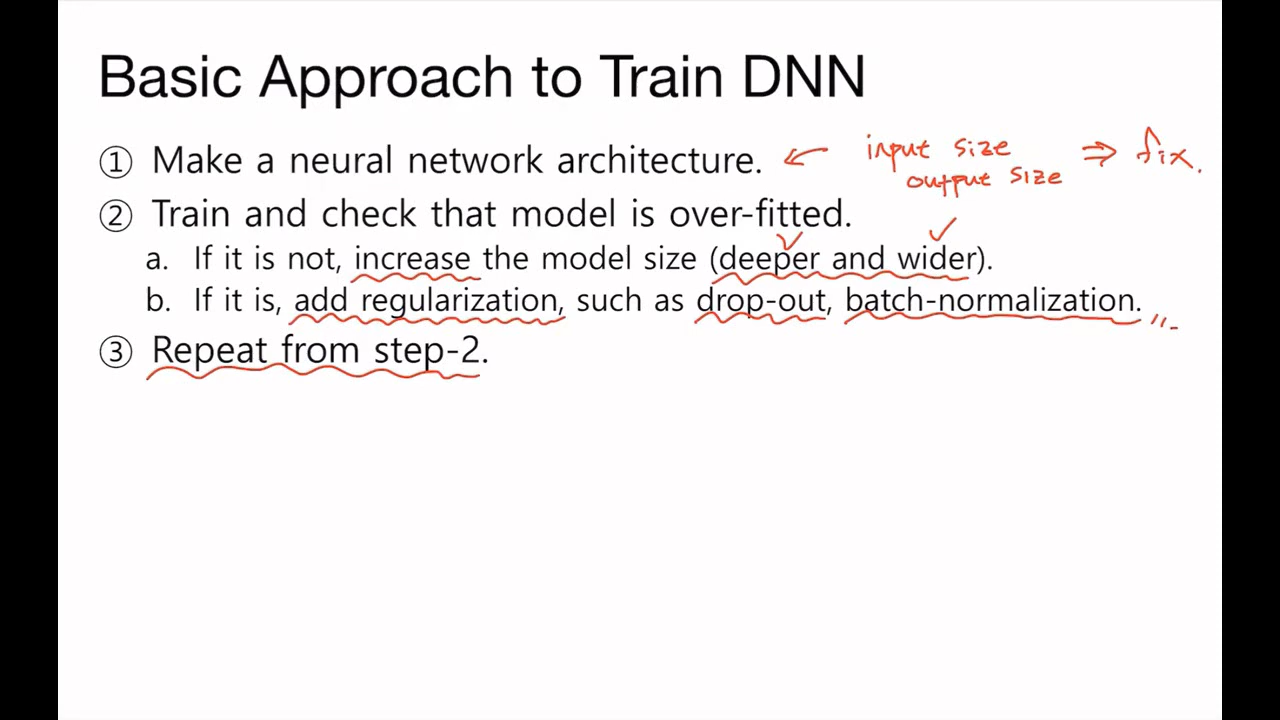 Basic Approach to Train DNN
① Make a neural network architecture. ← input size ⇒ fix.
output size
② Train and check that model is over-fitted.
a. If it is not, increase the model size (deeper and wider).
b. If it is, add regularization, such as drop-out, batch-normalization.
③ Repeat from step-2.